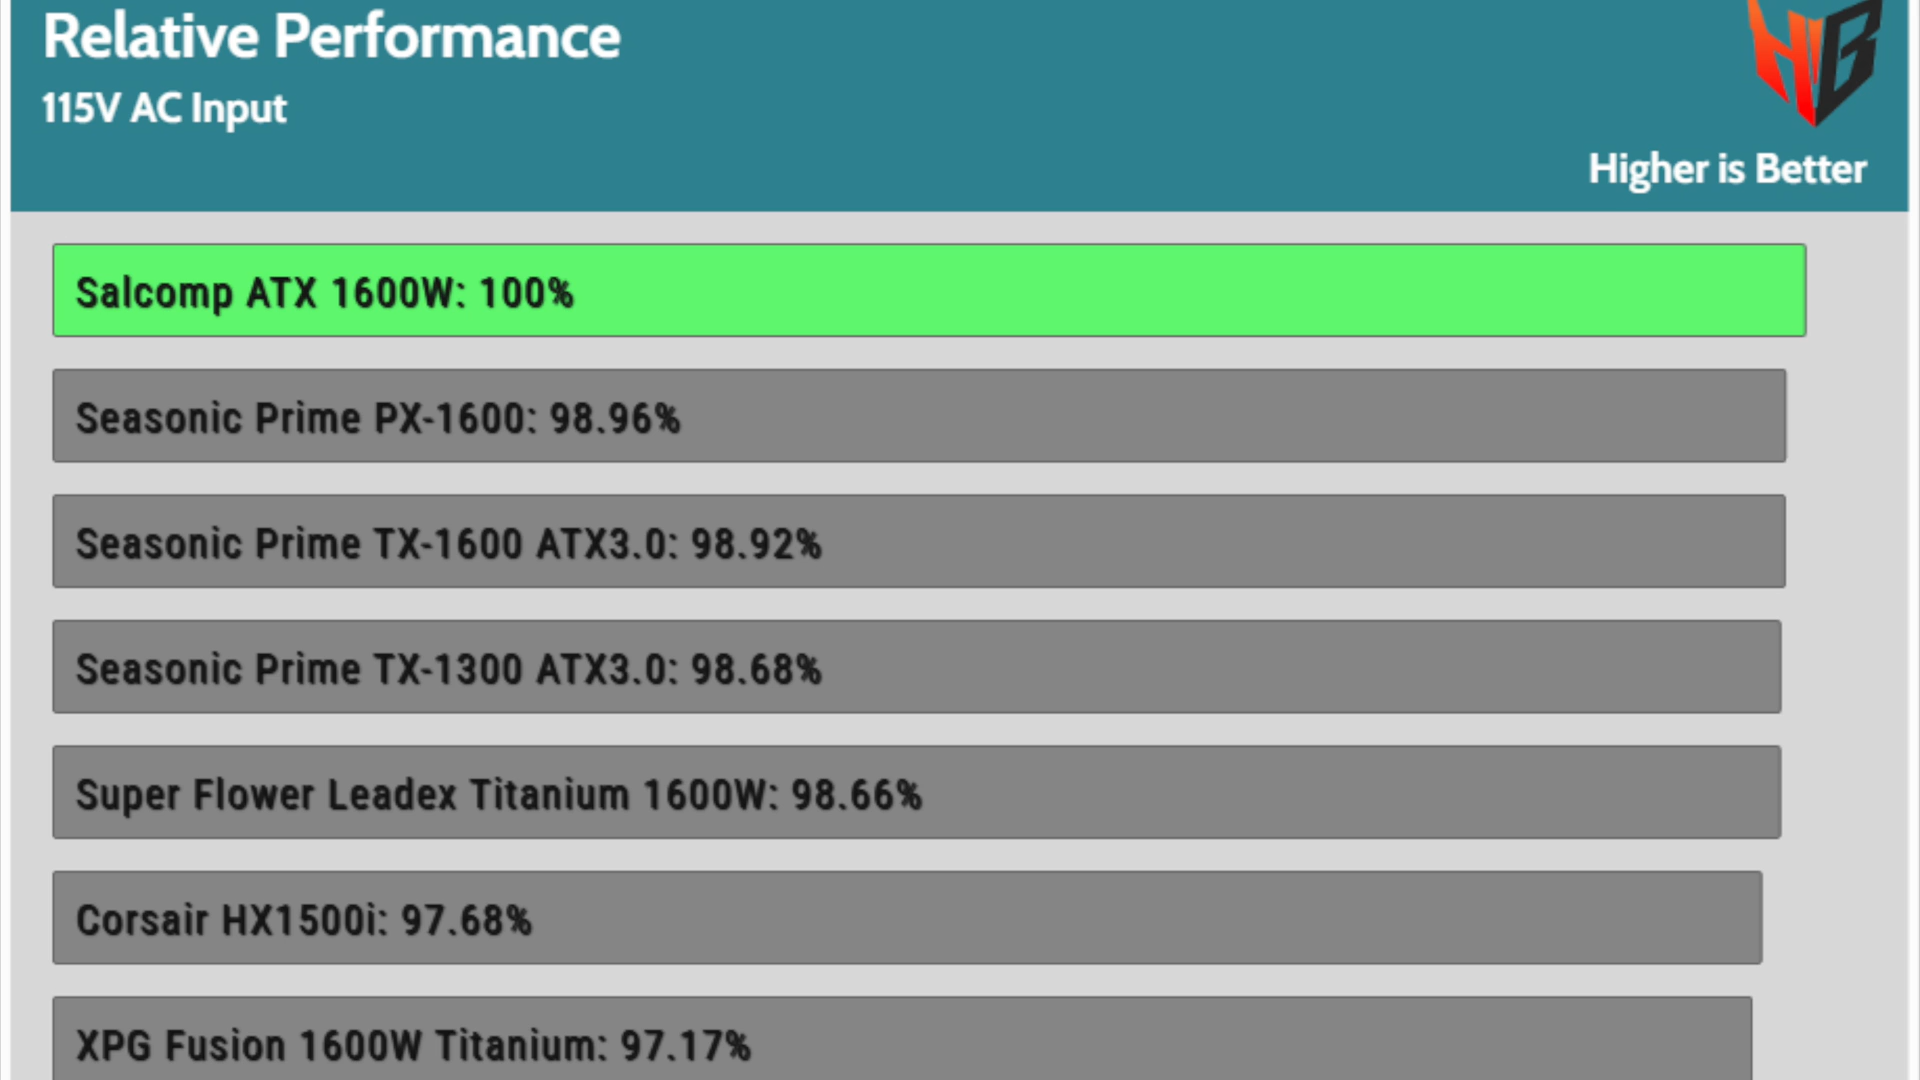 Relative Performance
115V AC Input
HB
Higher is Better
Salcomp ATX 1600W: 100%
Seasonic Prime PX-1600: 98.96%
Seasonic Prime TX-1600 ATX3.0: 98.92%
Seasonic Prime TX-1300 ATX3.0: 98.68%
Super Flower Leadex Titanium 1600W: 98.66%
Corsair HX1500i: 97.68%
XPG Fusion 1600W Titanium: 97.17%